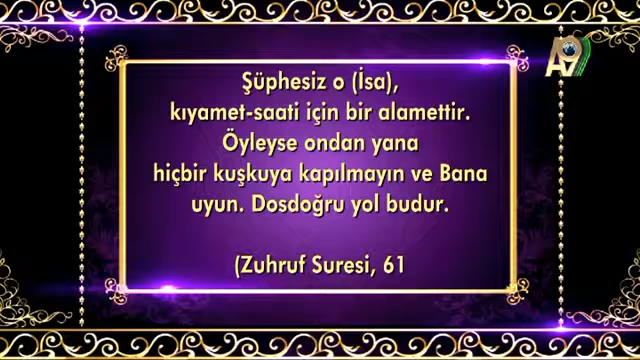 A9
Şüphesiz o (İsa),
kıyamet-saati için bir alamettir.
Öyleyse ondan yana
hiçbir kuşkuya kapılmayın ve Bana
uyun. Dosdoğru yol budur.
(Zuhruf Suresi, 61